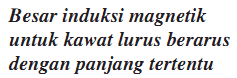 Besar induksi magnetik
untuk kawat lurus berarus
dengan panjang tertentu